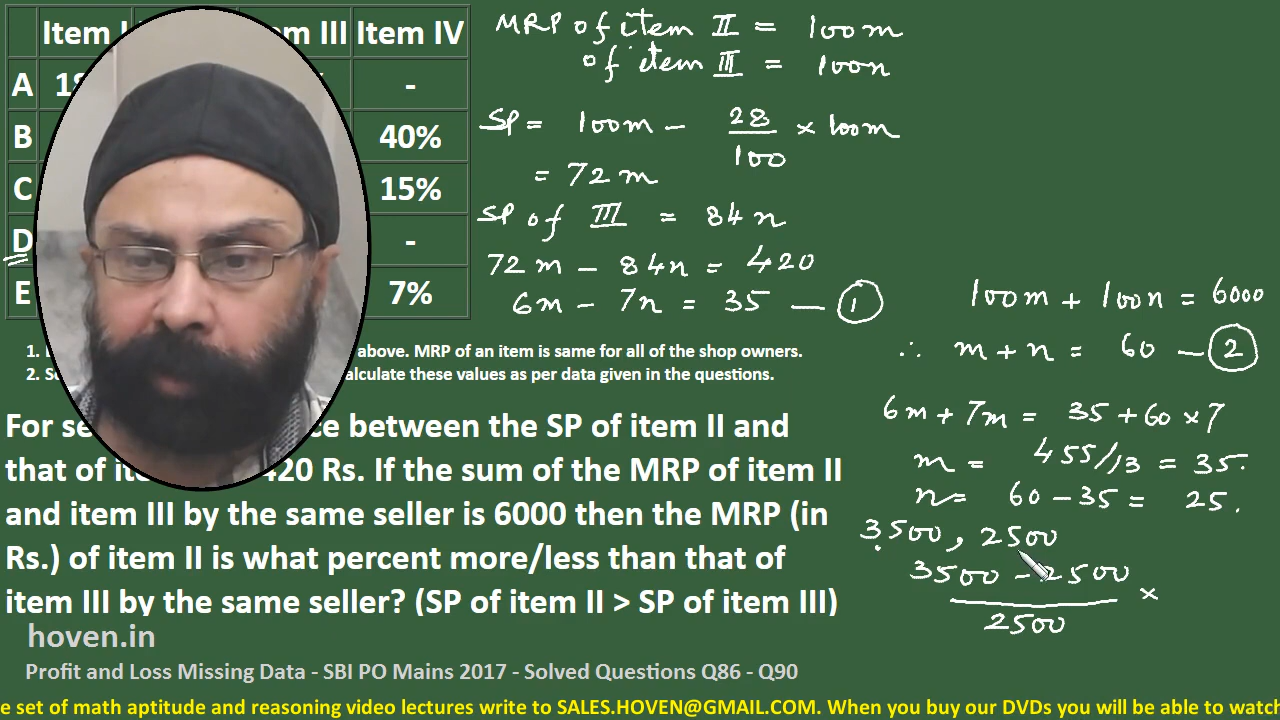 Item III Item IV
A -
B 40%
C 15%
D -
E 7%
MRP of item II = 100m
of item III = 100n
SP = 100m - 28/100 × 100m
= 72m
SP of III = 84n
72m - 84n = 420
6m - 7n = 35 — 1
100m + 100n = 6000
∴ m + n = 60 — 2
6m + 7m = 35 + 60 × 7
m = 455/13 = 35.
n = 60 - 35 = 25.
3500, 2500
3500 - 2500 / 2500 ×
1. above. MRP of an item is same for all of the shop owners.
2. calculate these values as per data given in the questions.
For between the SP of item II and
that of 420 Rs. If the sum of the MRP of item II
and item III by the same seller is 6000 then the MRP (in
Rs.) of item II is what percent more/less than that of
item III by the same seller? (SP of item II > SP of item III)
hoven.in
Profit and Loss Missing Data - SBI PO Mains 2017 - Solved Questions Q86 - Q90
set of math aptitude and reasoning video lectures write to SALES.HOVEN@GMAIL.COM. When you buy our DVDs you will be able to watch